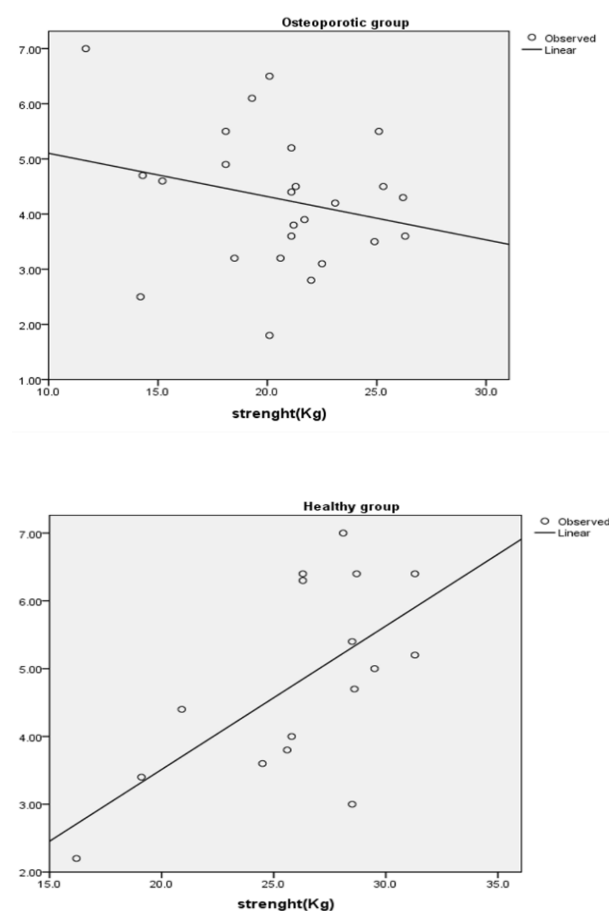 Osteoporotic group
Observed
Linear
7.00
6.00
5.00
4.00
3.00
2.00
1.00
10.0 15.0 20.0 25.0 30.0
strenght(Kg)
Healthy group
Observed
Linear
7.00
6.00
5.00
4.00
3.00
2.00
15.0 20.0 25.0 30.0 35.0
strenght(Kg)